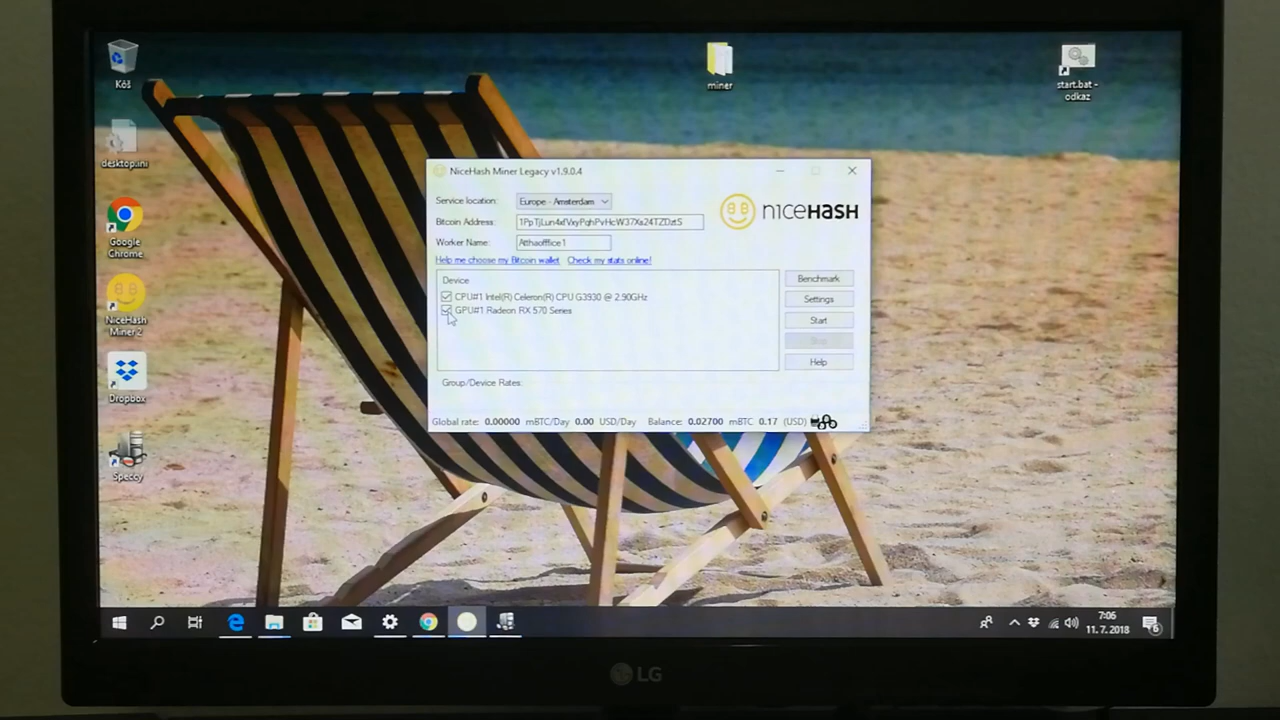 Kôš
miner
start.bat -
odkaz
desktop.ini
Google
Chrome
NiceHash
Miner 2
Dropbox
Speccy
NiceHash Miner Legacy v1.9.0.4
Service location: Europe - Amsterdam
Bitcoin Address:
Worker Name: Atthaofffice1
NICEHASH
Help me choose my Bitcoin wallet Check my stats online!
Device
CPU#1 Intel(R) Celeron(R) CPU G3930 @ 2.90GHz
GPU#1 Radeon RX 570 Series
Benchmark
Settings
Start
Stop
Help
Group/Device Rates:
Global rate: 0.00000 mBTC/Day 0.00 USD/Day Balance: 0.02700 mBTC 0.17 (USD)
7:06
11. 7. 2018
6
LG